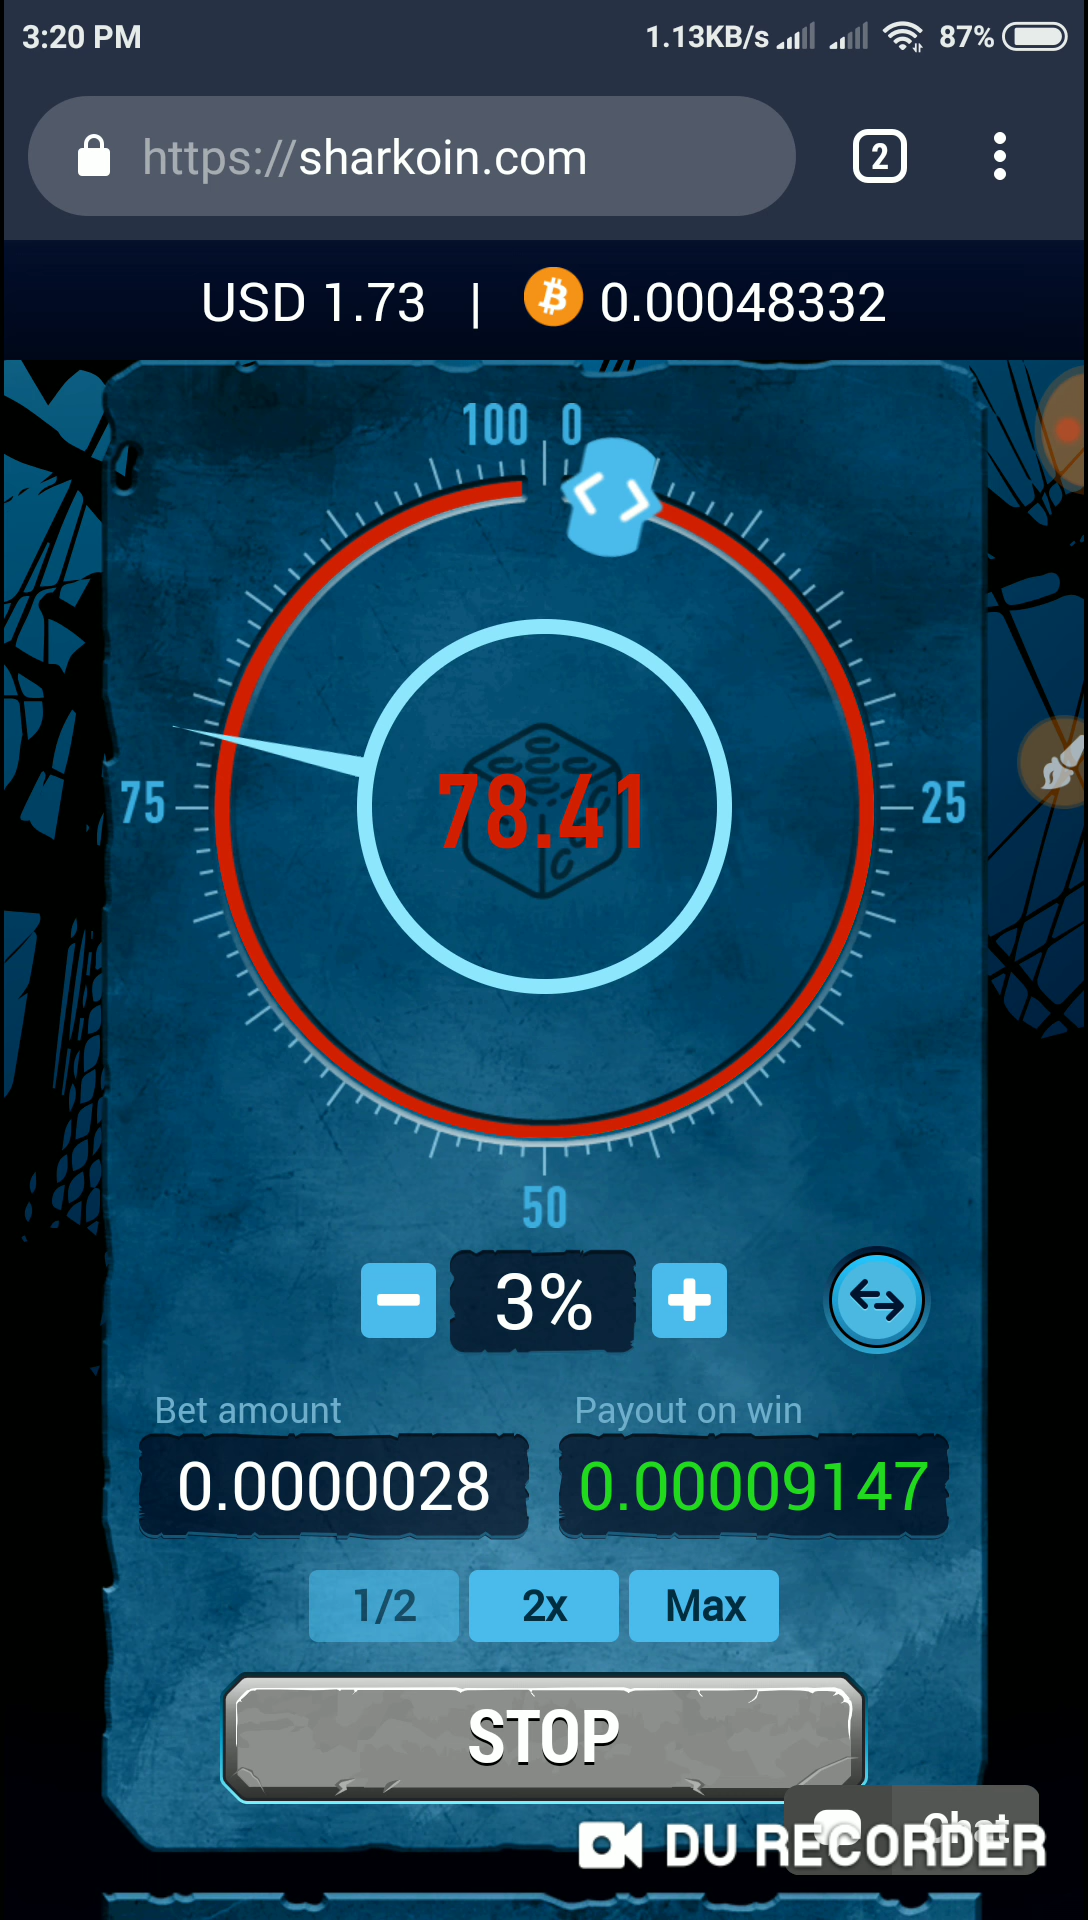 3:20 PM
1.13KB/s
87%
https://sharkoin.com
2
USD 1.73 | 0.00048332
100 0
78.41
75
25
50
3%
Bet amount
Payout on win
0.0000028
0.00009147
1/2
2x
Max
STOP
Chat
DU RECORDER